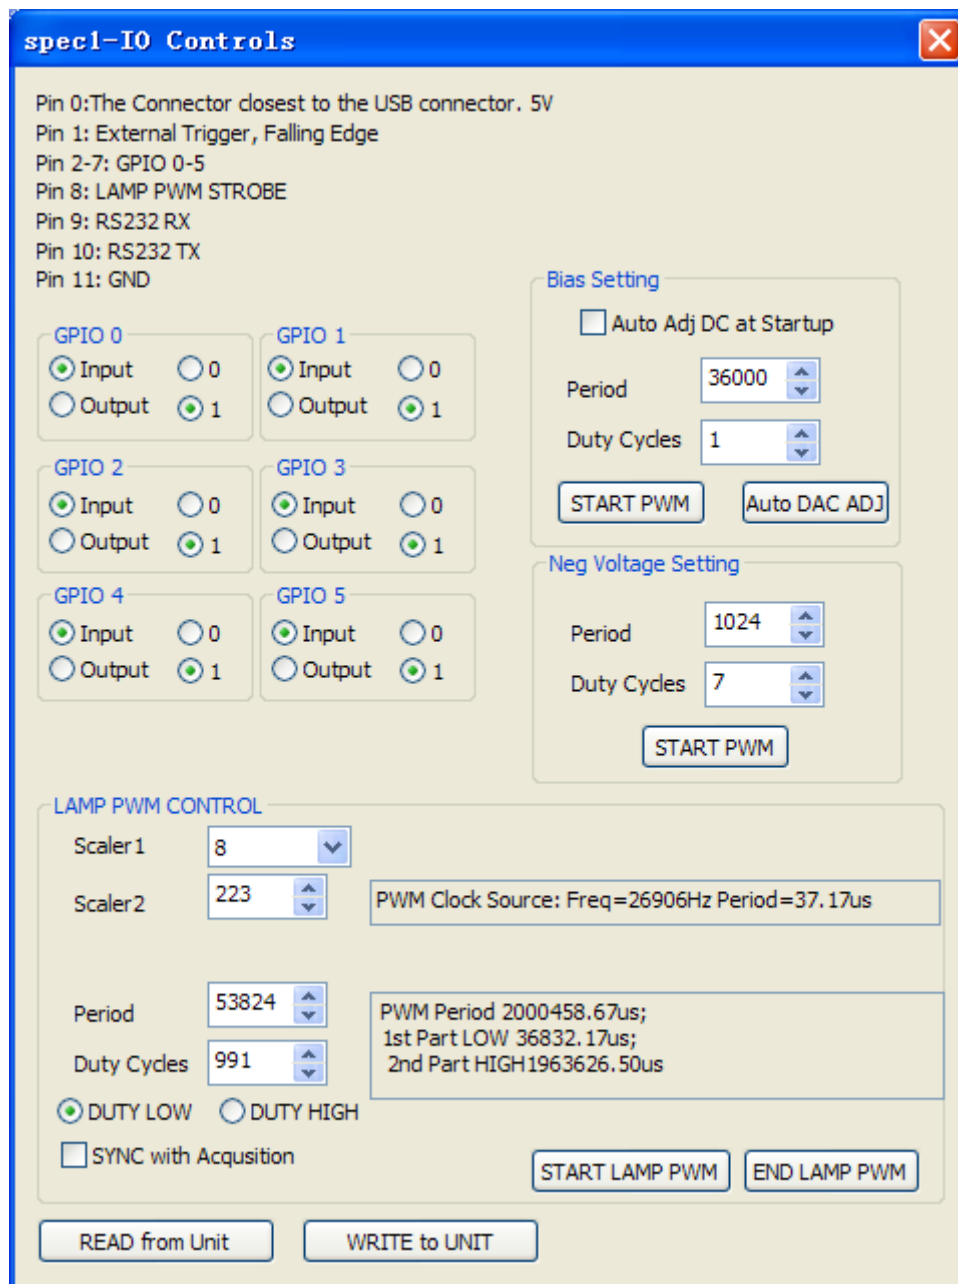 spec1-IO Controls
Pin 0:The Connector closest to the USB connector. 5V
Pin 1: External Trigger, Falling Edge
Pin 2-7: GPIO 0-5
Pin 8: LAMP PWM STROBE
Pin 9: RS232 RX
Pin 10: RS232 TX
Pin 11: GND
GPIO 0
Input 0
Output 1
GPIO 1
Input 0
Output 1
GPIO 2
Input 0
Output 1
GPIO 3
Input 0
Output 1
GPIO 4
Input 0
Output 1
GPIO 5
Input 0
Output 1
Bias Setting
Auto Adj DC at Startup
Period 36000
Duty Cycles 1
START PWM Auto DAC ADJ
Neg Voltage Setting
Period 1024
Duty Cycles 7
START PWM
LAMP PWM CONTROL
Scaler1 8
Scaler2 223
PWM Clock Source: Freq=26906Hz Period=37.17us
Period 53824
Duty Cycles 991
PWM Period 2000458.67us;
1st Part LOW 36832.17us;
2nd Part HIGH1963626.50us
DUTY LOW DUTY HIGH
SYNC with Acqusition
START LAMP PWM END LAMP PWM
READ from Unit WRITE to UNIT